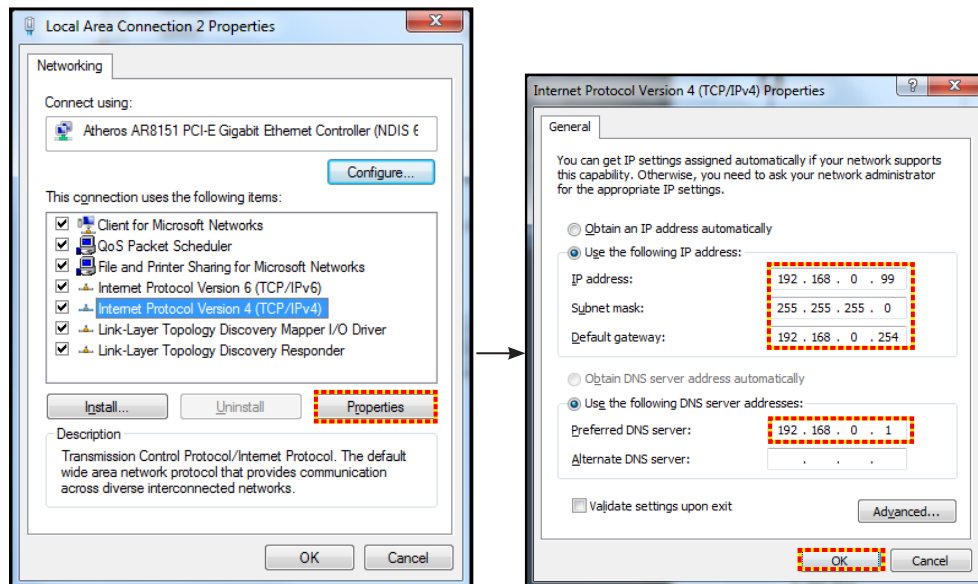 Local Area Connection 2 Properties
Networking
Connect using:
Atheros AR8151 PCI-E Gigabit Ethernet Controller (NDIS 6
Configure...
This connection uses the following items:
Client for Microsoft Networks
QoS Packet Scheduler
File and Printer Sharing for Microsoft Networks
Internet Protocol Version 6 (TCP/IPv6)
Internet Protocol Version 4 (TCP/IPv4)
Link-Layer Topology Discovery Mapper I/O Driver
Link-Layer Topology Discovery Responder
Install...
Uninstall
Properties
Description
Transmission Control Protocol/Internet Protocol. The default
wide area network protocol that provides communication
across diverse interconnected networks.
OK
Cancel
Internet Protocol Version 4 (TCP/IPv4) Properties
General
You can get IP settings assigned automatically if your network supports
this capability. Otherwise, you need to ask your network administrator
for the appropriate IP settings.
Obtain an IP address automatically
Use the following IP address:
IP address: 192 . 168 . 0 . 99
Subnet mask: 255 . 255 . 255 . 0
Default gateway: 192 . 168 . 0 . 254
Obtain DNS server address automatically
Use the following DNS server addresses:
Preferred DNS server: 192 . 168 . 0 . 1
Alternate DNS server: . . .
Validate settings upon exit
Advanced...
OK
Cancel